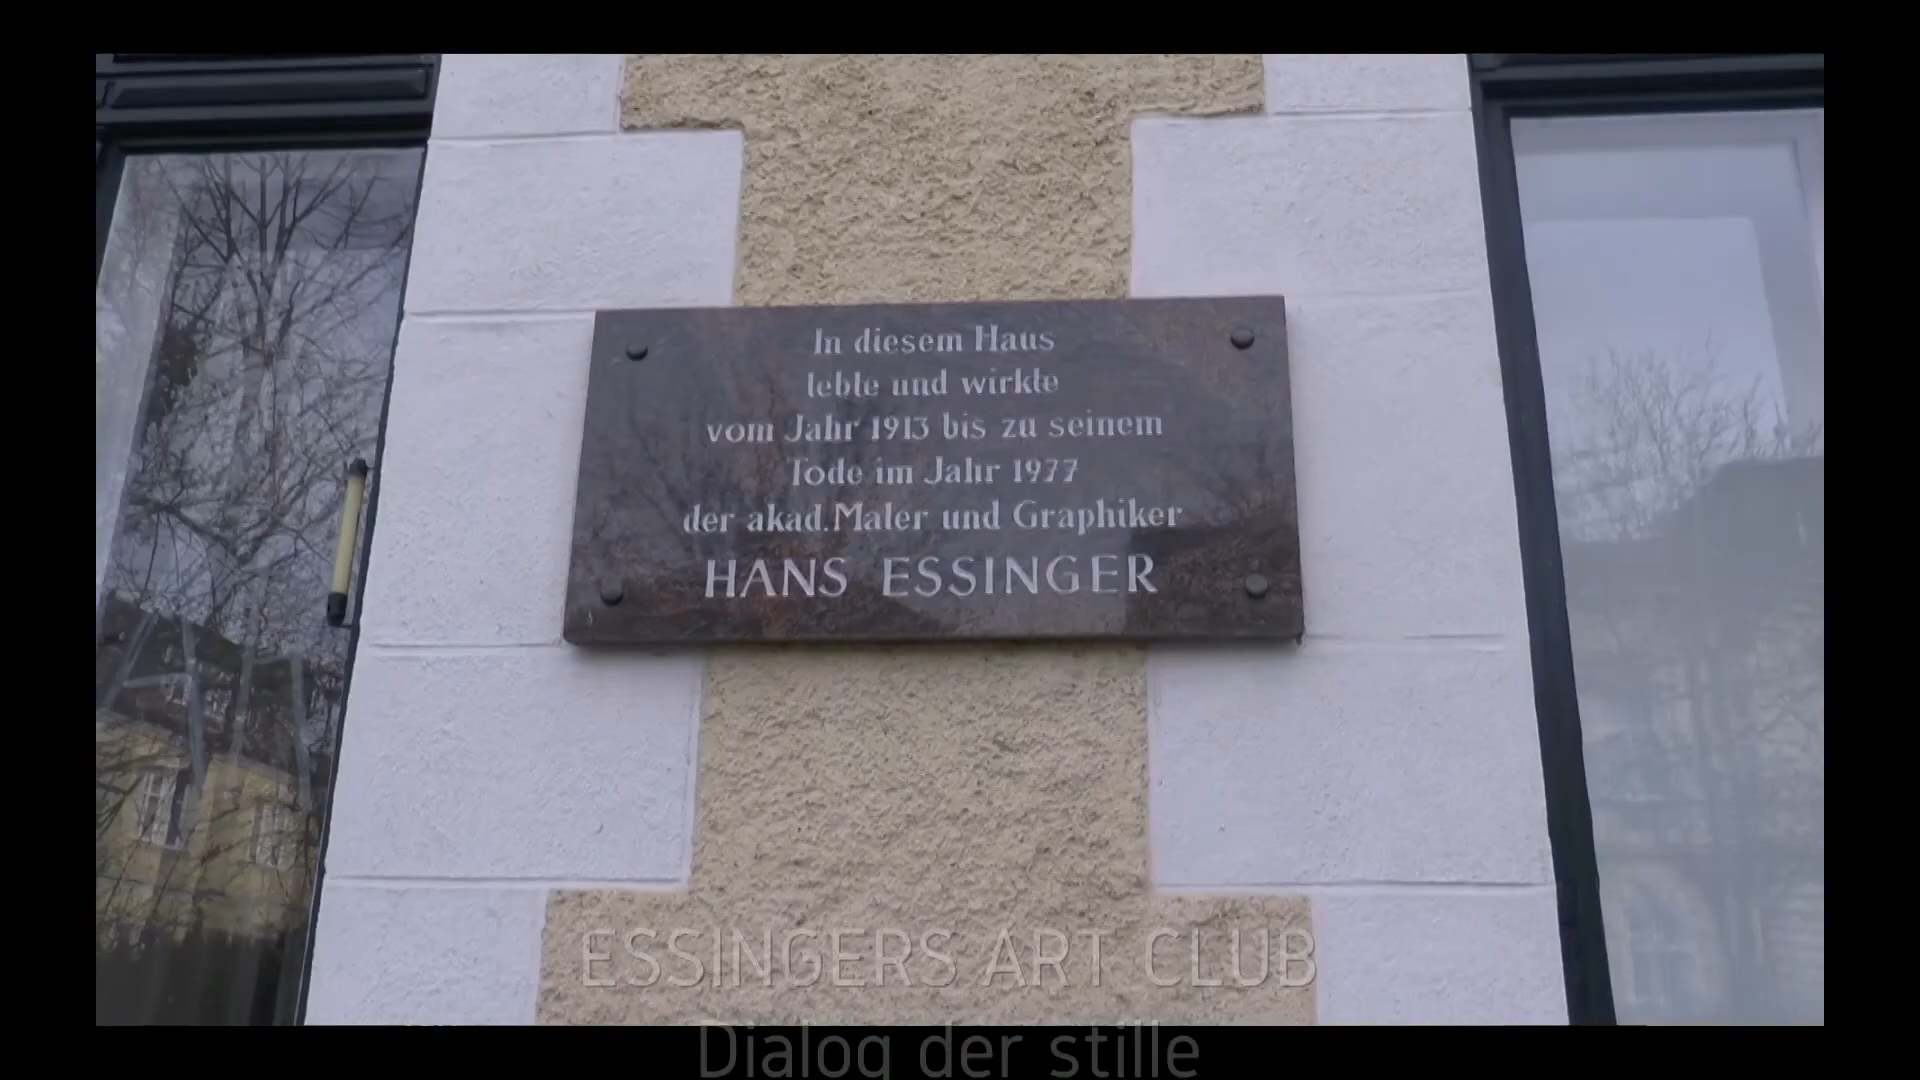 In diesem Haus
lebte und wirkte
vom Jahr 1913 bis zu seinem
Tode im Jahr 1977
der akad. Maler und Graphiker
HANS ESSINGER
ESSINGERS ART CLUB
Dialog der stille